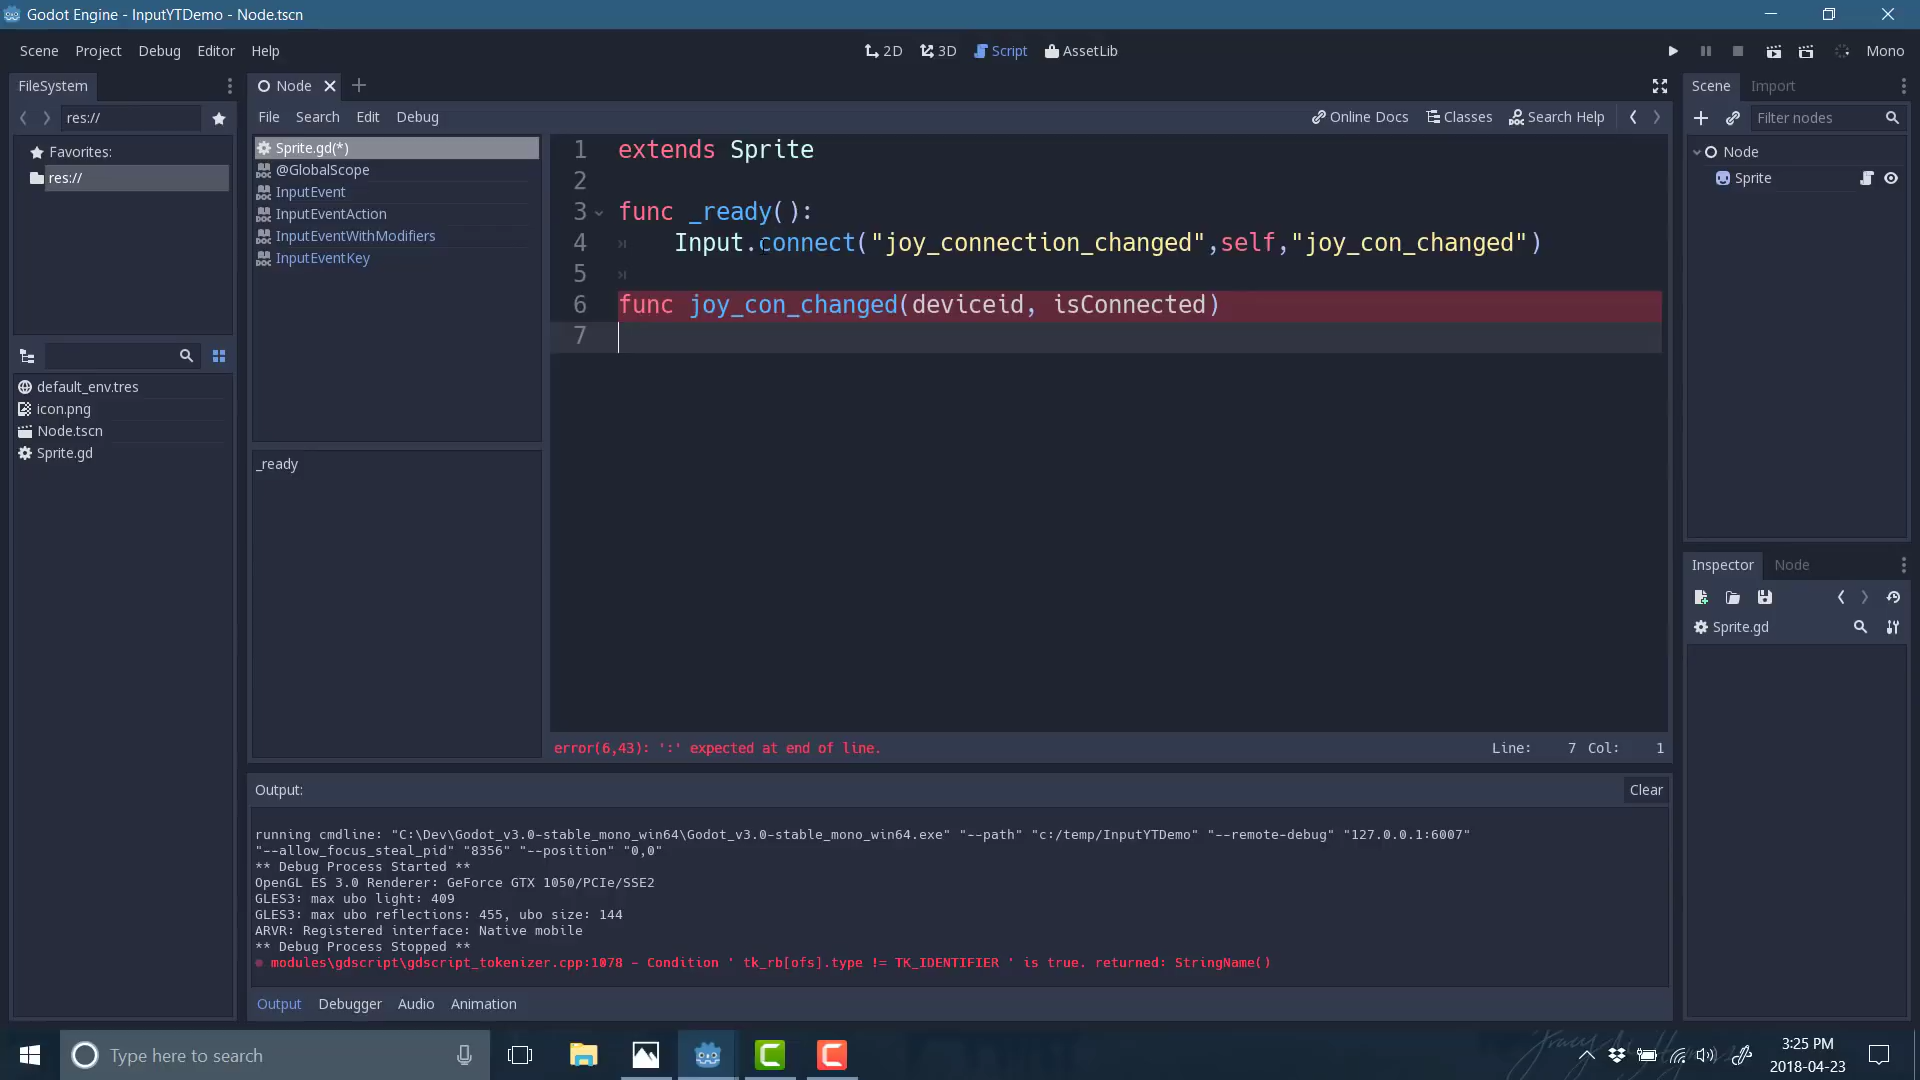 Godot Engine - InputYTDemo - Node.tscn
Scene Project Debug Editor Help
2D 3D Script AssetLib
Mono
FileSystem
res://
Favorites:
res://
default_env.tres
icon.png
Node.tscn
Sprite.gd
Node
File Search Edit Debug
Online Docs Classes Search Help
Sprite.gd(*)
@GlobalScope
InputEvent
InputEventAction
InputEventWithModifiers
InputEventKey
_ready
1 extends Sprite
2
3 func _ready():
4 Input.connect("joy_connection_changed",self,"joy_con_changed")
5
6 func joy_con_changed(deviceid, isConnected)
7
error(6,43): ':' expected at end of line.
Line: 7 Col: 1
Output:
Clear
running cmdline: "C:\Dev\Godot_v3.0-stable_mono_win64\Godot_v3.0-stable_mono_win64.exe" "--path" "c:/temp/InputYTDemo" "--remote-debug" "127.0.0.1:6007"
"--allow_focus_steal_pid" "8356" "--position" "0,0"
** Debug Process Started **
OpenGL ES 3.0 Renderer: GeForce GTX 1050/PCIe/SSE2
GLES3: max ubo light: 409
GLES3: max ubo reflections: 455, ubo size: 144
ARVR: Registered interface: Native mobile
** Debug Process Stopped **
modules\gdscript\gdscript_tokenizer.cpp:1078 - Condition ' tk_rb[ofs].type != TK_IDENTIFIER ' is true. returned: StringName()
Output Debugger Audio Animation
Scene Import
Filter nodes
Node
Sprite
Inspector Node
Sprite.gd
Type here to search
3:25 PM
2018-04-23